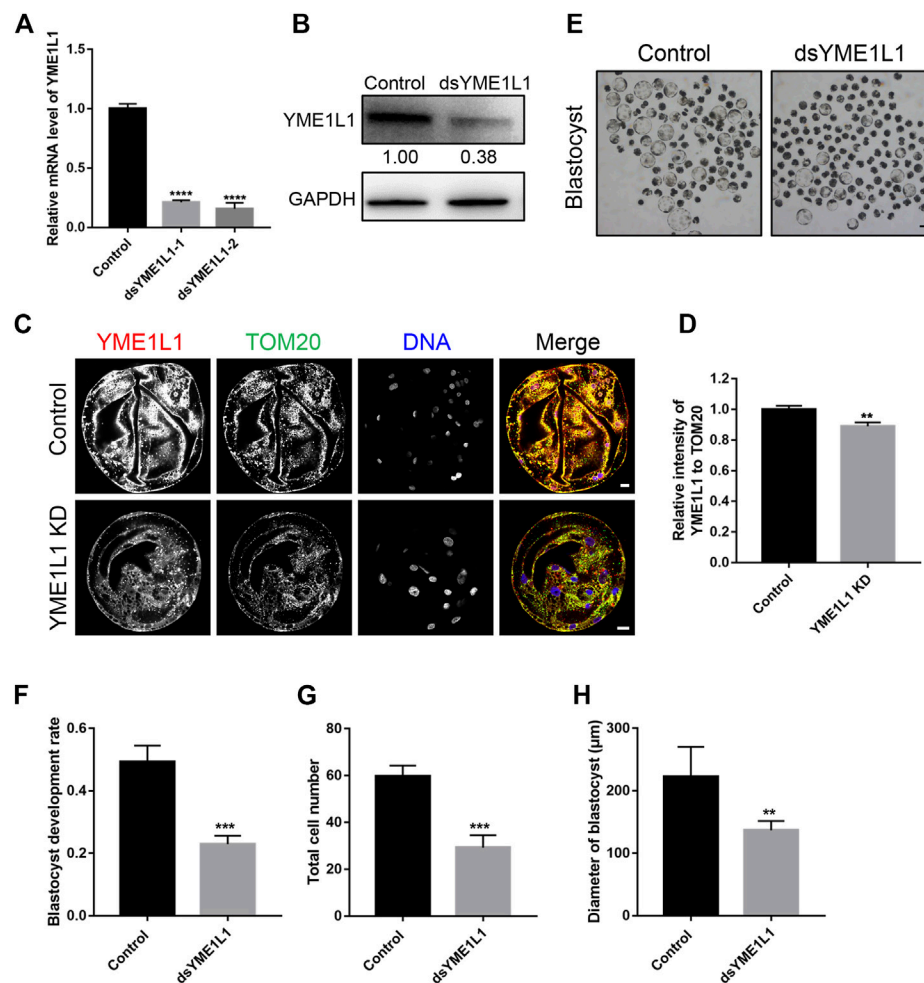 A
Relative mRNA level of YME1L1
1.5
1.0
0.5
0.0
****
****
Control
dsYME1L1-1
dsYME1L1-2
B
Control dsYME1L1
YME1L1
1.00 0.38
GAPDH
E
Control dsYME1L1
Blastocyst
C
YME1L1 TOM20 DNA Merge
Control
YME1L1 KD
D
Relative intensity of
YME1L1 to TOM20
1.2
1.0
0.8
0.6
0.4
0.2
0.0
**
Control
YME1L1 KD
F
Blastocyst development rate
0.6
0.4
0.2
0.0
***
Control
dsYME1L1
G
Total cell number
80
60
40
20
0
***
Control
dsYME1L1
H
Diameter of blastocyst (μm)
300
200
100
0
**
Control
dsYME1L1